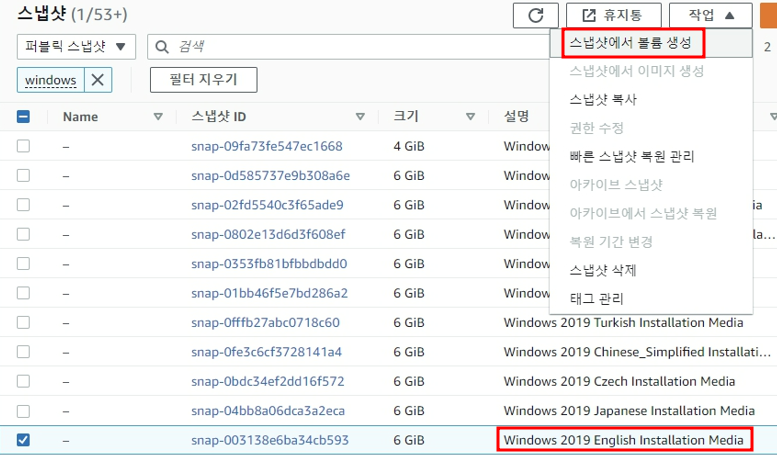 스냅샷 (1/53+)
휴지통
작업
퍼블릭 스냅샷
검색
2
windows
필터 지우기
스냅샷에서 볼륨 생성
스냅샷에서 이미지 생성
스냅샷 복사
권한 수정
빠른 스냅샷 복원 관리
아카이브 스냅샷
아카이브에서 스냅샷 복원
복원 기간 변경
스냅샷 삭제
태그 관리
Name 스냅샷 ID 크기 설명
– snap-09fa73fe547ec1668 4 GiB Windows
– snap-0d585737e9b308a6e 6 GiB Windows
– snap-02fd5540c3f65ade9 6 GiB Windows ia
– snap-0802e13d6d3f608ef 6 GiB Windows la...
– snap-0353fb81bfbbdbdd0 6 GiB Windows
– snap-01bb46f5e7bd286a2 6 GiB Windows
– snap-0fffb27abc0718c60 6 GiB Windows 2019 Turkish Installation Media
– snap-0fe3c6cf3728141a4 6 GiB Windows 2019 Chinese_Simplified Installati...
– snap-0bdc34ef2dd16f572 6 GiB Windows 2019 Czech Installation Media
– snap-04bb8a06dca3a2eca 6 GiB Windows 2019 Japanese Installation Media
– snap-003138e6ba34cb593 6 GiB Windows 2019 English Installation Media